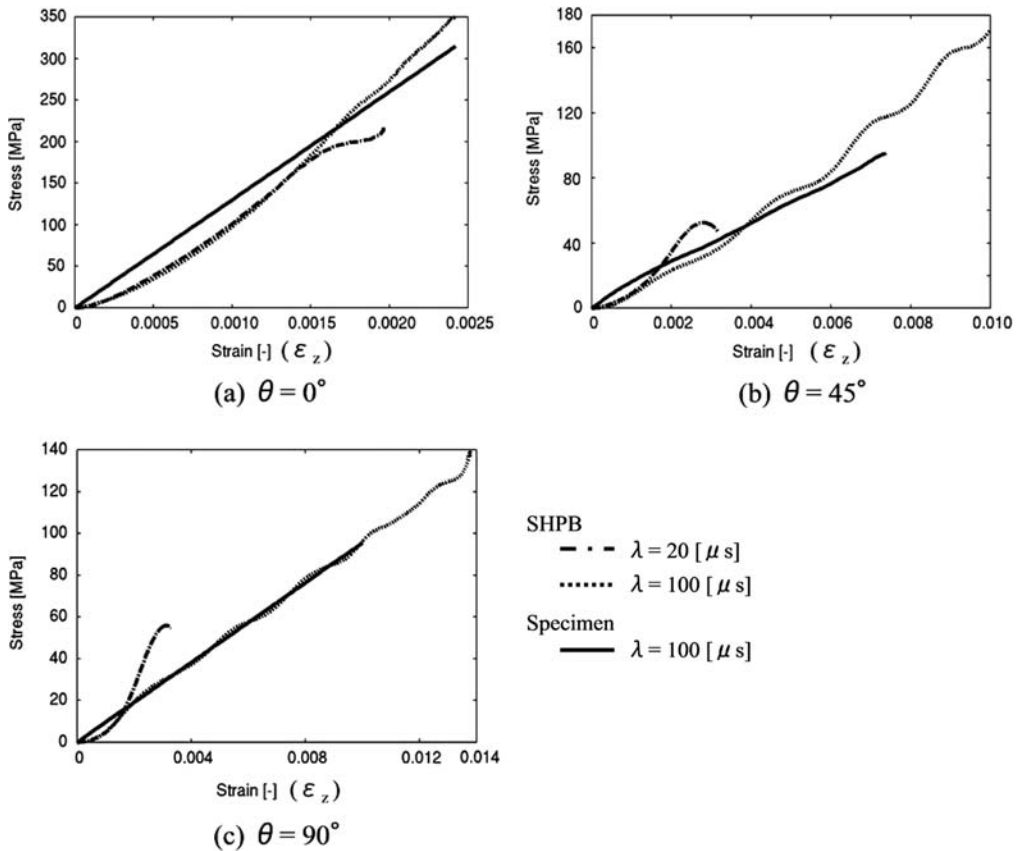 350
300
250
200
150
100
50
0
Stress [MPa]
0 0.0005 0.0010 0.0015 0.0020 0.0025
Strain [-] (ε_z)
(a) θ = 0°
180
160
120
80
40
0
Stress [MPa]
0 0.002 0.004 0.006 0.008 0.010
Strain [-] (ε_z)
(b) θ = 45°
140
120
100
80
60
40
20
0
Stress [MPa]
0 0.004 0.008 0.012 0.014
Strain [-] (ε_z)
(c) θ = 90°
SHPB
λ = 20 [μs]
λ = 100 [μs]
Specimen
λ = 100 [μs]